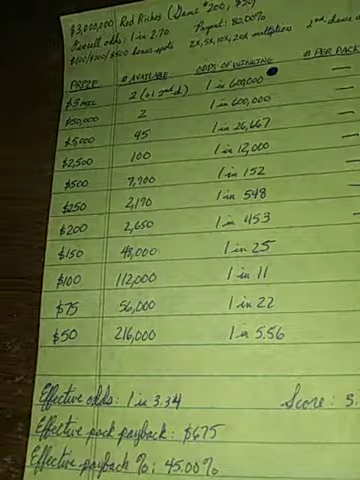 $3,000,000 Red Riches (Game #200, $50)
Overall odds: 1 in 2.70 Payout: 82.00%
$100/$200/$500 bonus spots 2X, 5X, 10X, 20X multipliers 2nd-chance
PRIZE # AVAILABLE ODDS OF WINNING # PER PACK
$3 MILL 2 (+1 2nd ch.) 1 in 600,000 —
$50,000 2 1 in 600,000 —
$5,000 45 1 in 26,667 —
$2,500 100 1 in 12,000 —
$500 7,900 1 in 152 —
$250 2,190 1 in 548 —
$200 2,650 1 in 453 —
$150 48,000 1 in 25
$100 112,000 1 in 11
$75 56,000 1 in 22
$50 216,000 1 in 5.56
Effective odds: 1 in 3.34 Score: 3.
Effective pack payback: $675
Effective payback %: 45.00%